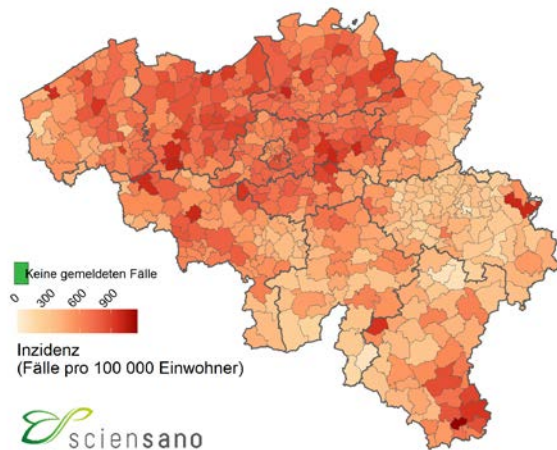 Keine gemeldeten Fälle
0 300 600 900
Inzidenz
(Fälle pro 100 000 Einwohner)
sciensano